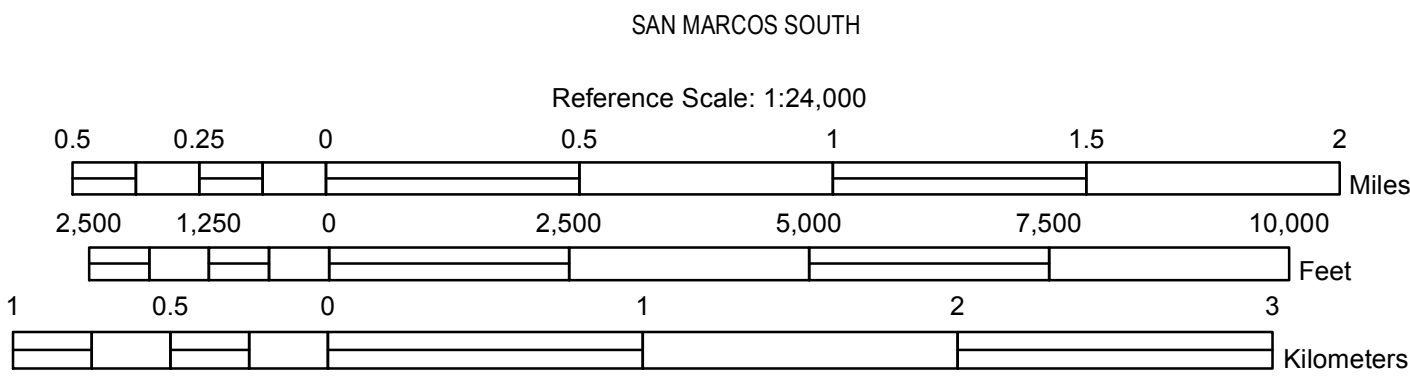 SAN MARCOS SOUTH
Reference Scale: 1:24,000
0.5 0.25 0 0.5 1 1.5 2
Miles
2,500 1,250 0 2,500 5,000 7,500 10,000
Feet
1 0.5 0 1 2 3
Kilometers